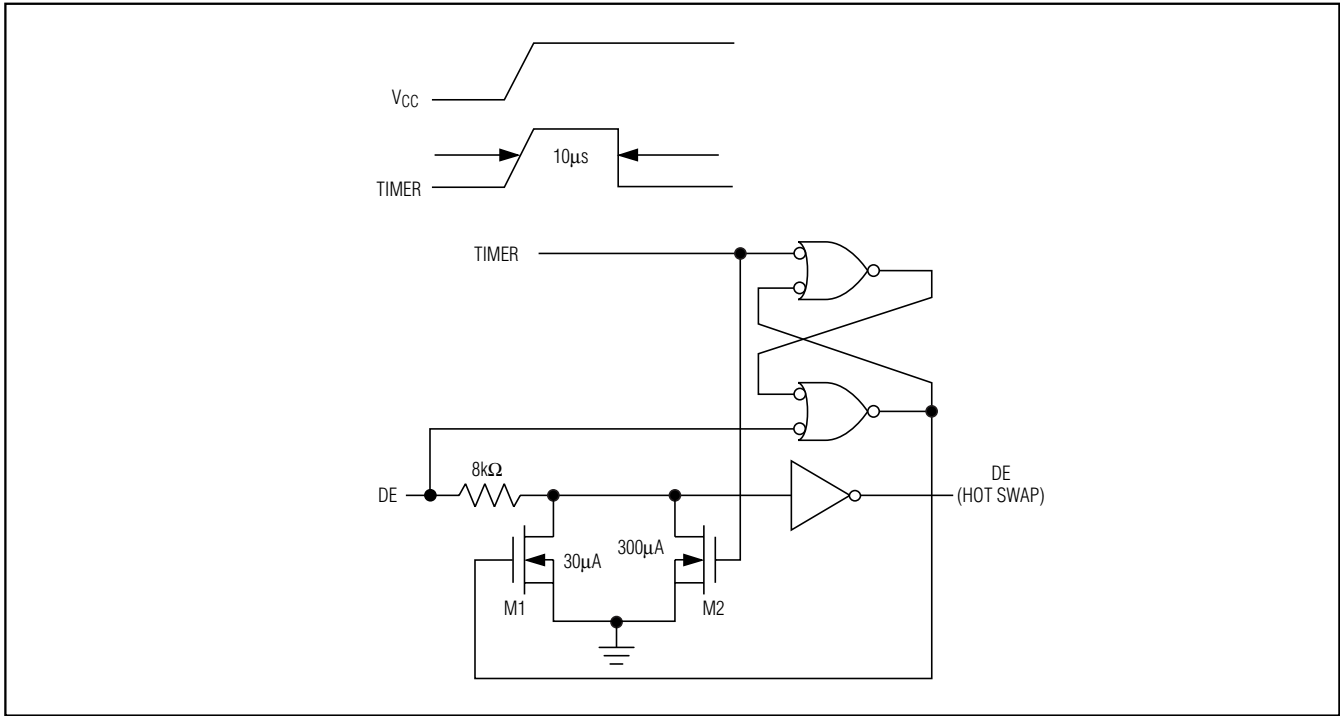 VCC
10μs
TIMER
TIMER
8kΩ
DE
DE
(HOT SWAP)
30μA
300μA
M1
M2